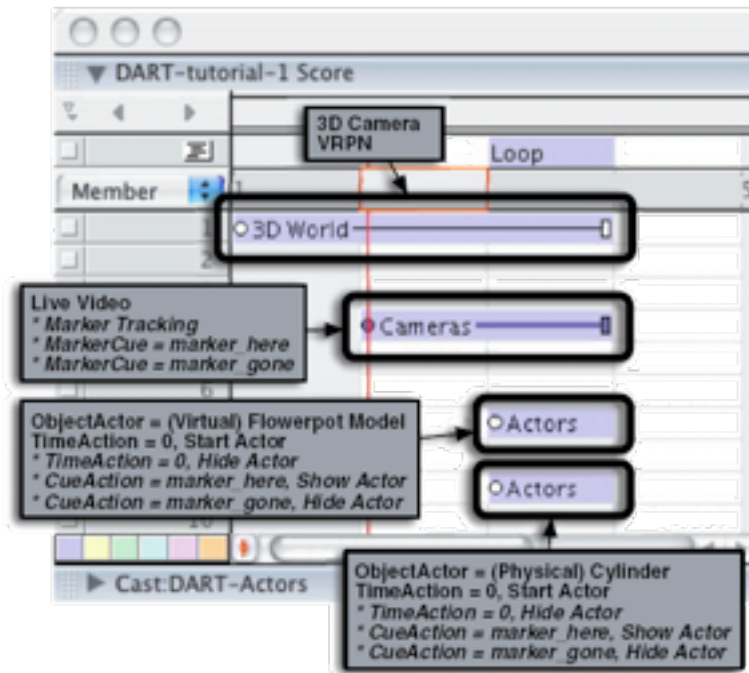 DART-tutorial-1 Score
3D Camera
VRPN
Loop
Member
1
5
1
3D World
2
Live Video
* Marker Tracking
* MarkerCue = marker_here
* MarkerCue = marker_gone
Cameras
6
ObjectActor = (Virtual) Flowerpot Model
TimeAction = 0, Start Actor
* TimeAction = 0, Hide Actor
* CueAction = marker_here, Show Actor
* CueAction = marker_gone, Hide Actor
Actors
Actors
10
Cast:DART-Actors
ObjectActor = (Physical) Cylinder
TimeAction = 0, Start Actor
* TimeAction = 0, Hide Actor
* CueAction = marker_here, Show Actor
* CueAction = marker_gone, Hide Actor